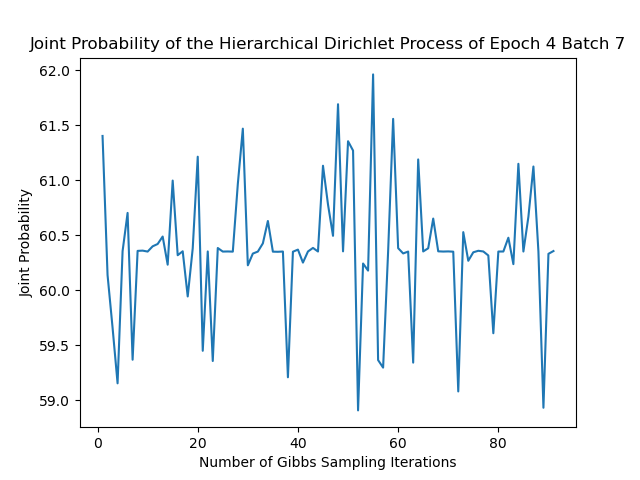 Joint Probability of the Hierarchical Dirichlet Process of Epoch 4 Batch 7
62.0
61.5
61.0
60.5
60.0
59.5
59.0
Joint Probability
0 20 40 60 80
Number of Gibbs Sampling Iterations